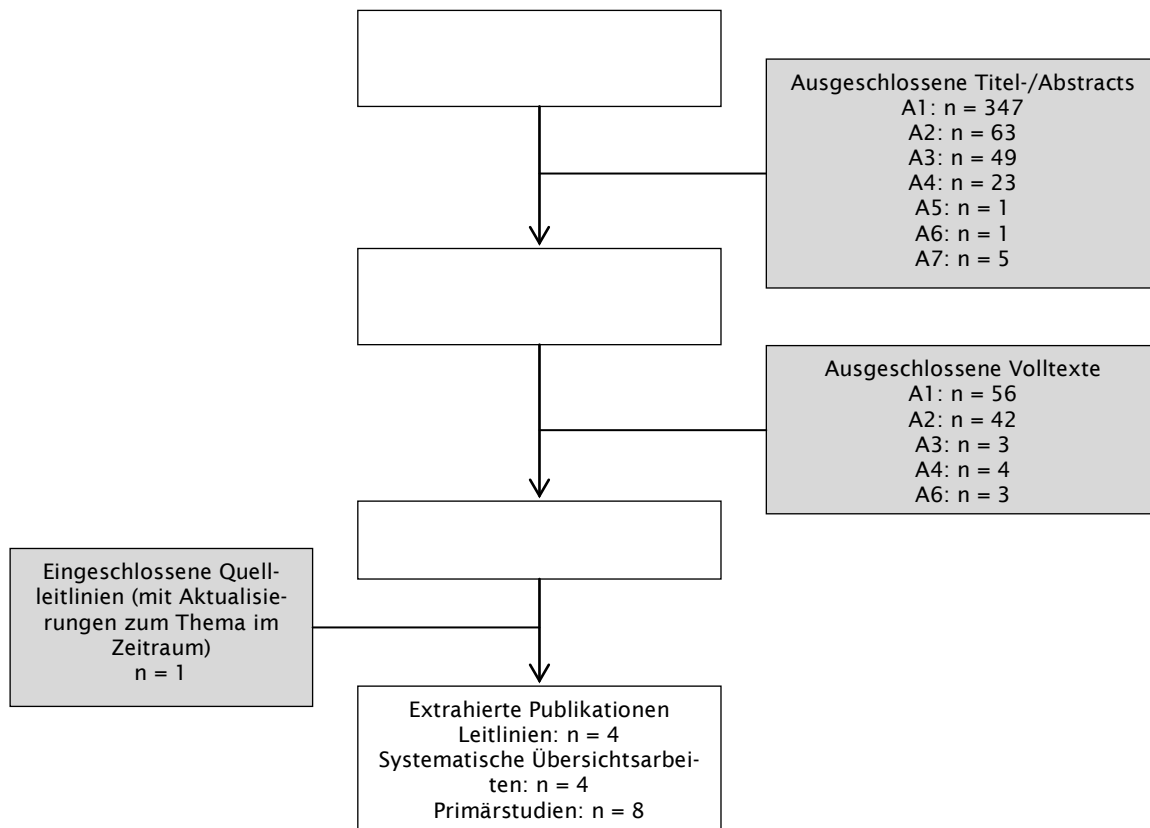 Ausgeschlossene Titel-/Abstracts
A1: n = 347
A2: n = 63
A3: n = 49
A4: n = 23
A5: n = 1
A6: n = 1
A7: n = 5
Ausgeschlossene Volltexte
A1: n = 56
A2: n = 42
A3: n = 3
A4: n = 4
A6: n = 3
Eingeschlossene Quell-
leitlinien (mit Aktualisie-
rungen zum Thema im
Zeitraum)
n = 1
Extrahierte Publikationen
Leitlinien: n = 4
Systematische Übersichtsarbei-
ten: n = 4
Primärstudien: n = 8